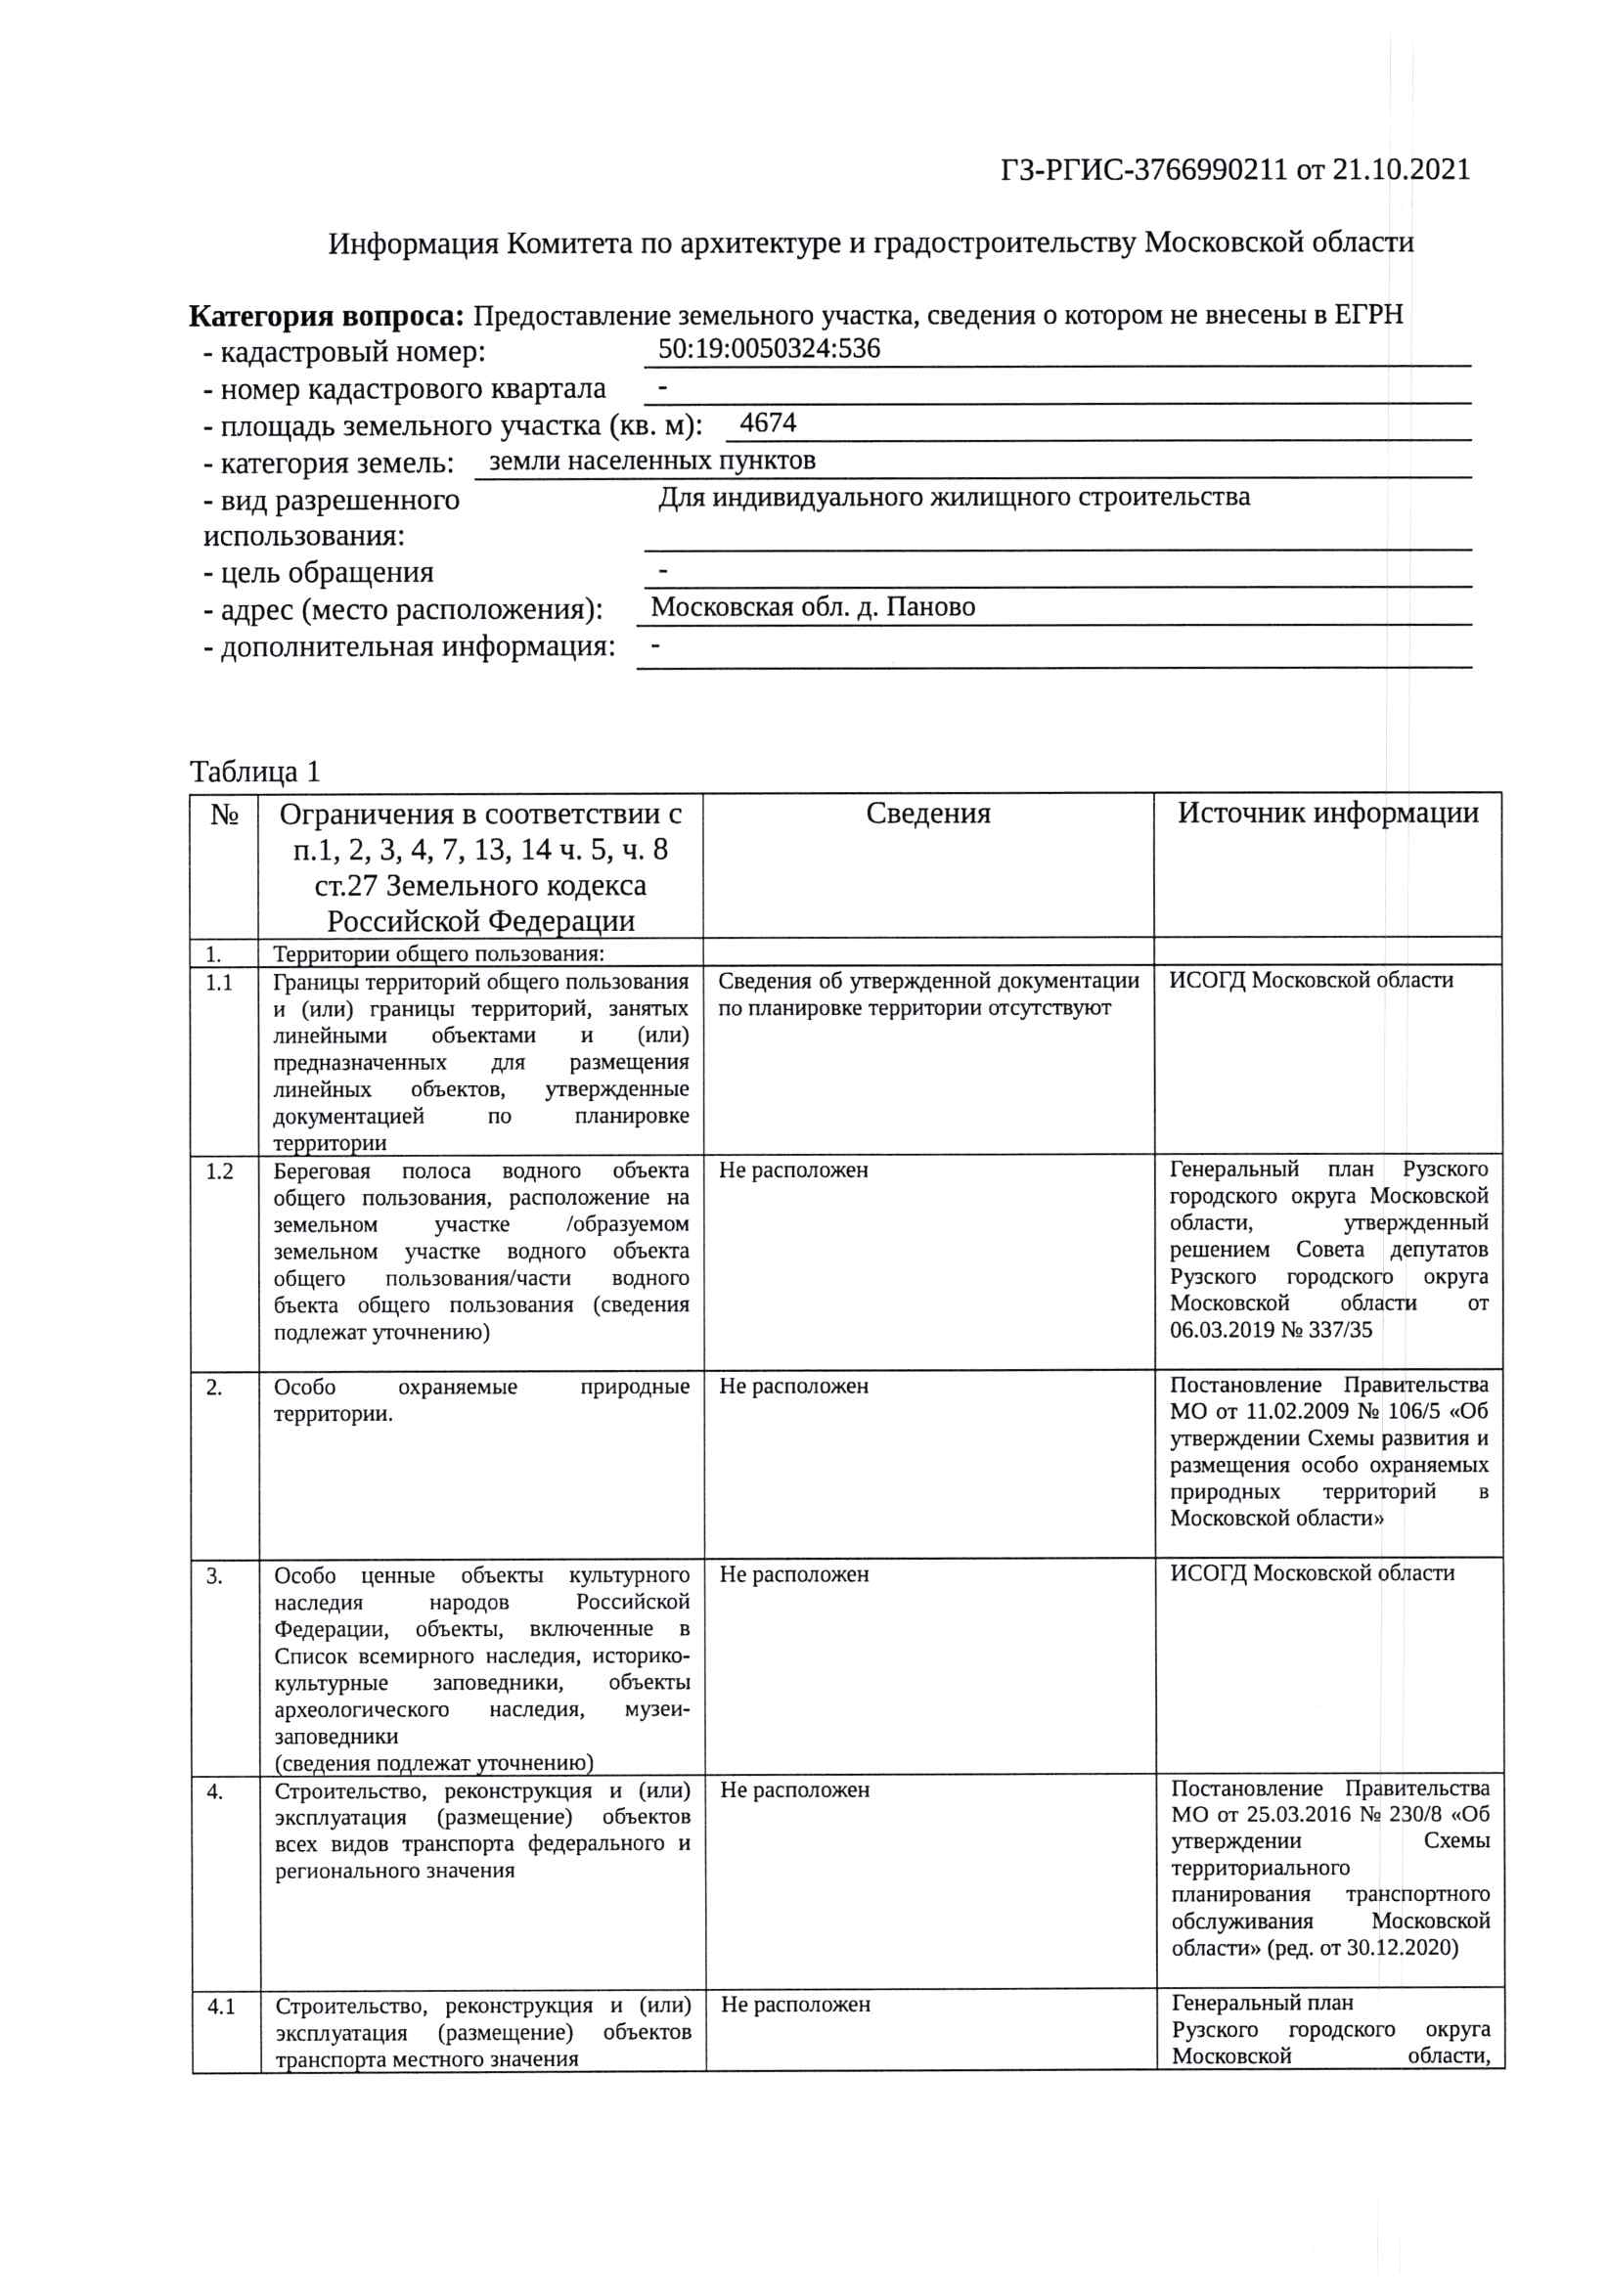 ГЗ-РГИС-3766990211 от 21.10.2021
Информация Комитета по архитектуре и градостроительству Московской области
Категория вопроса: Предоставление земельного участка, сведения о котором не внесены в ЕГРН
- кадастровый номер: 50:19:0050324:536
- номер кадастрового квартала -
- площадь земельного участка (кв. м): 4674
- категория земель: земли населенных пунктов
- вид разрешенного Для индивидуального жилищного строительства
использования:
- цель обращения -
- адрес (место расположения): Московская обл. д. Паново
- дополнительная информация: -
Таблица 1
№
Ограничения в соответствии с
п.1, 2, 3, 4, 7, 13, 14 ч. 5, ч. 8
ст.27 Земельного кодекса
Российской Федерации
Сведения
Источник информации
1.
Территории общего пользования:
1.1
Границы территорий общего пользования
и (или) границы территорий, занятых
линейными объектами и (или)
предназначенных для размещения
линейных объектов, утвержденные
документацией по планировке
территории
Сведения об утвержденной документации
по планировке территории отсутствуют
ИСОГД Московской области
1.2
Береговая полоса водного объекта
общего пользования, расположение на
земельном участке /образуемом
земельном участке водного объекта
общего пользования/части водного
бъекта общего пользования (сведения
подлежат уточнению)
Не расположен
Генеральный план Рузского
городского округа Московской
области, утвержденный
решением Совета депутатов
Рузского городского округа
Московской области от
06.03.2019 № 337/35
2.
Особо охраняемые природные
территории.
Не расположен
Постановление Правительства
МО от 11.02.2009 № 106/5 «Об
утверждении Схемы развития и
размещения особо охраняемых
природных территорий в
Московской области»
3.
Особо ценные объекты культурного
наследия народов Российской
Федерации, объекты, включенные в
Список всемирного наследия, историко-
культурные заповедники, объекты
археологического наследия, музеи-
заповедники
(сведения подлежат уточнению)
Не расположен
ИСОГД Московской области
4.
Строительство, реконструкция и (или)
эксплуатация (размещение) объектов
всех видов транспорта федерального и
регионального значения
Не расположен
Постановление Правительства
МО от 25.03.2016 № 230/8 «Об
утверждении Схемы
территориального
планирования транспортного
обслуживания Московской
области» (ред. от 30.12.2020)
4.1
Строительство, реконструкция и (или)
эксплуатация (размещение) объектов
транспорта местного значения
Не расположен
Генеральный план
Рузского городского округа
Московской области,